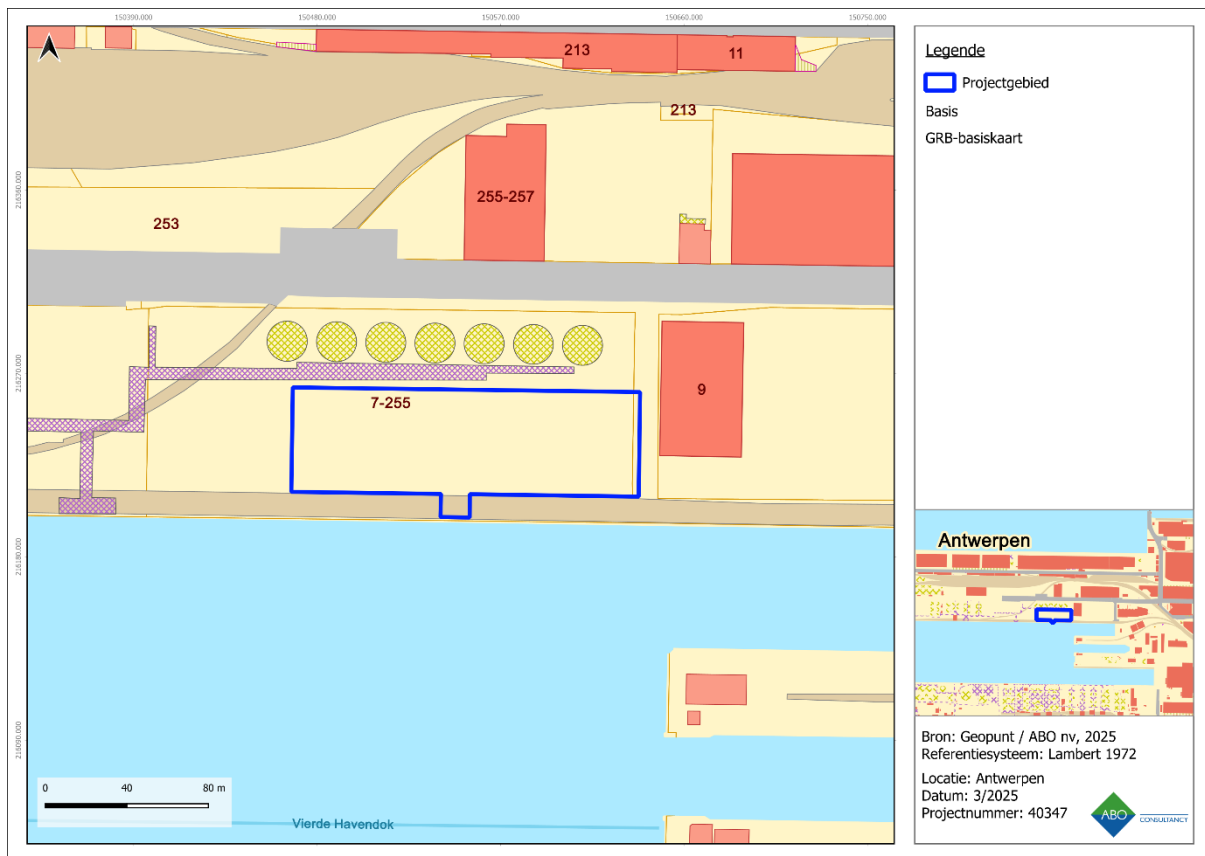 150390.000 150480.000 150570.000 150660.000 150750.000
216360.000
216270.000
216180.000
216090.000
213
11
213
255-257
253
9
7-255
0 40 80 m
Vierde Havendok
Legende
Projectgebied
Basis
GRB-basiskaart
Antwerpen
Bron: Geopunt / ABO nv, 2025
Referentiesysteem: Lambert 1972
Locatie: Antwerpen
Datum: 3/2025
Projectnummer: 40347
ABO
CONSULTANCY